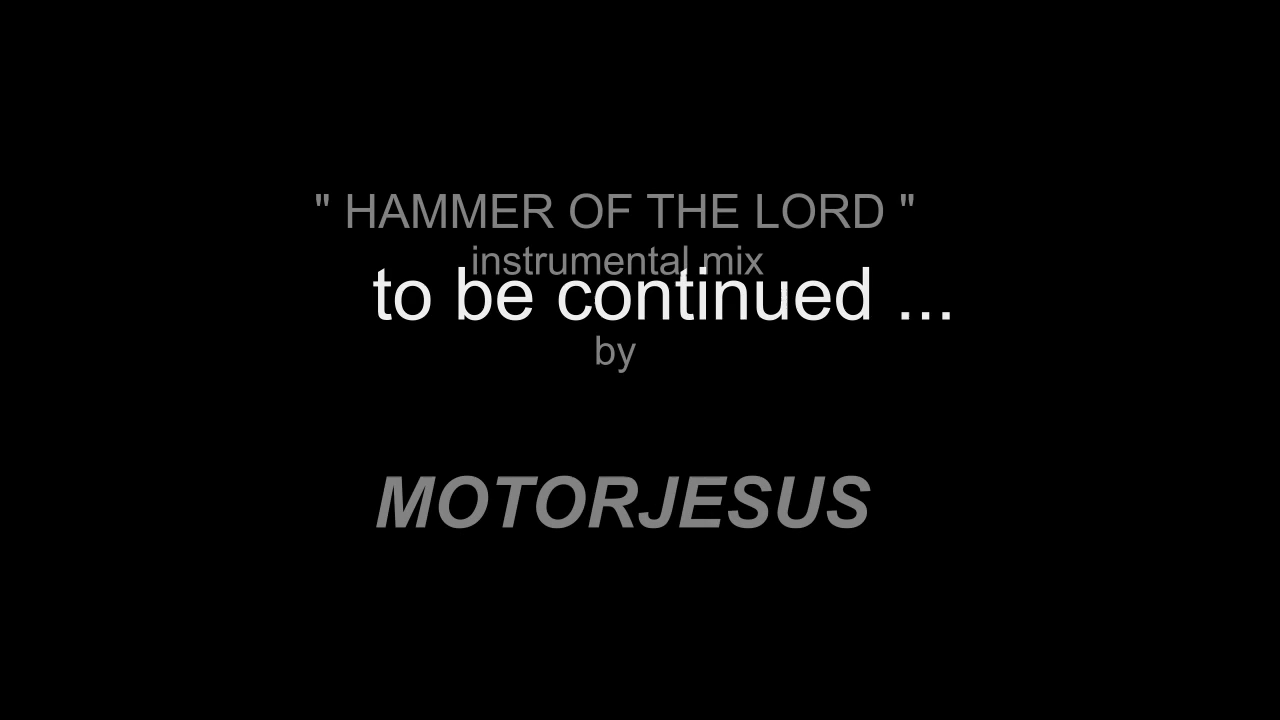 " HAMMER OF THE LORD "
instrumental mix
to be continued ...
by
MOTORJESUS